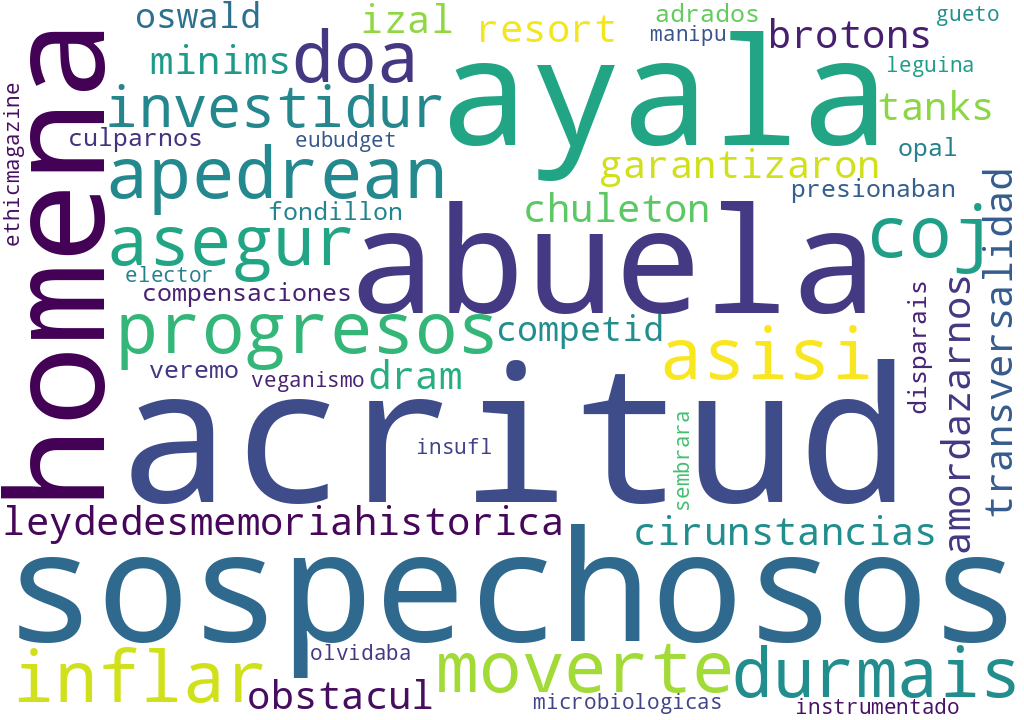 oswald
izal
adrados
gueto
resort
manipu
brotons
minims
doa
ayala
leguina
ethicmagazine
homena
investidur
tanks
culparnos
eubudget
opal
apedrean
garantizaron
presionaban
transversalidad
fondillon
chuleton
coj
asegur
abuela
elector
compensaciones
disparais
amordazarnos
progresos
competid
asisi
veremo
veganismo
dram
acritud
insufl
sembrara
leydedesmemoriahistorica
cirunstancias
sospechosos
olvidaba
inflar
moverte
durmais
obstacul
microbiologicas
instrumentado